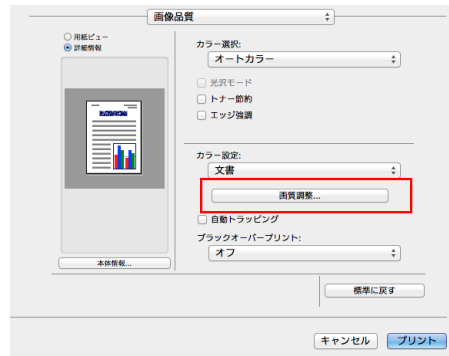 画像品質
用紙ビュー
詳細情報
本体情報...
カラー選択:
オートカラー
光沢モード
トナー節約
エッジ強調
カラー設定:
文書
画質調整...
自動トラッピング
ブラックオーバープリント:
オフ
標準に戻す
キャンセル
プリント